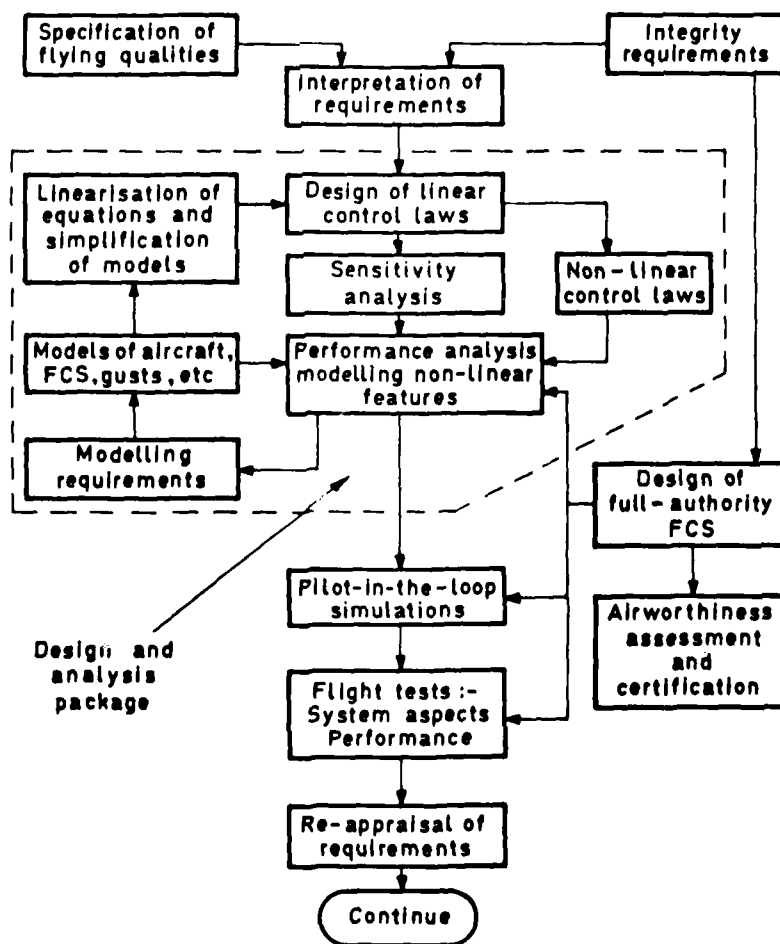 Specification of
flying qualities
Integrity
requirements
Interpretation of
requirements
Linearisation of
equations and
simplification
of models
Design of linear
control laws
Sensitivity
analysis
Non-linear
control laws
Models of aircraft,
FCS, gusts, etc
Performance analysis
modelling non-linear
features
Modelling
requirements
Design of
full-authority
FCS
Pilot-in-the-loop
simulations
Airworthiness
assessment
and
certification
Design and
analysis
package
Flight tests :-
System aspects
Performance
Re-appraisal of
requirements
Continue